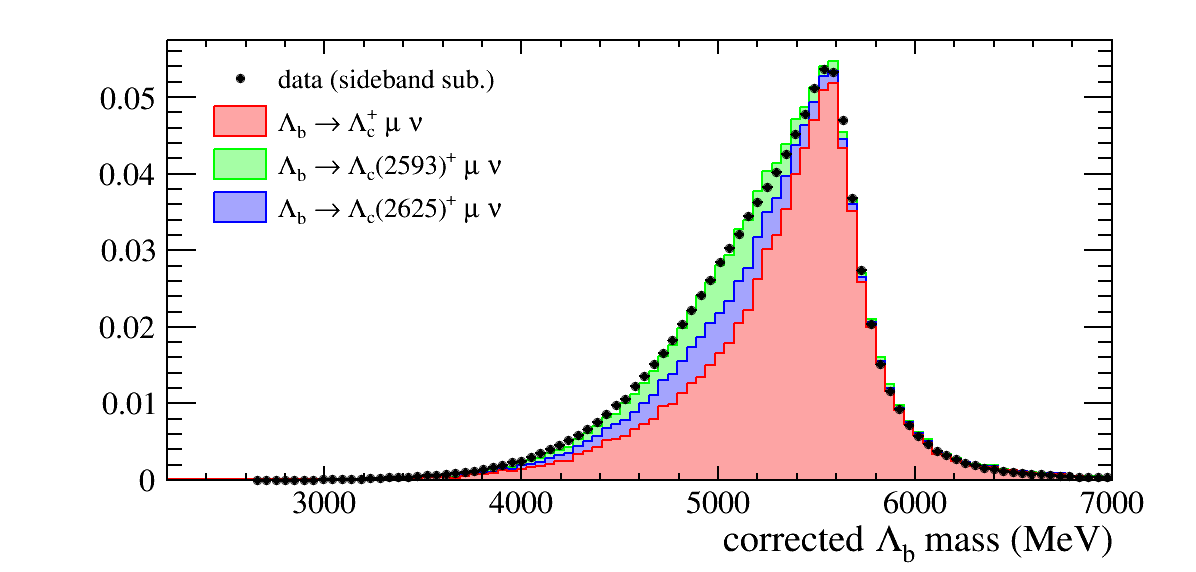 data (sideband sub.)
Λb → Λc+ μ ν
Λb → Λc(2593)+ μ ν
Λb → Λc(2625)+ μ ν
0.05
0.04
0.03
0.02
0.01
0
3000 4000 5000 6000 7000
corrected Λb mass (MeV)